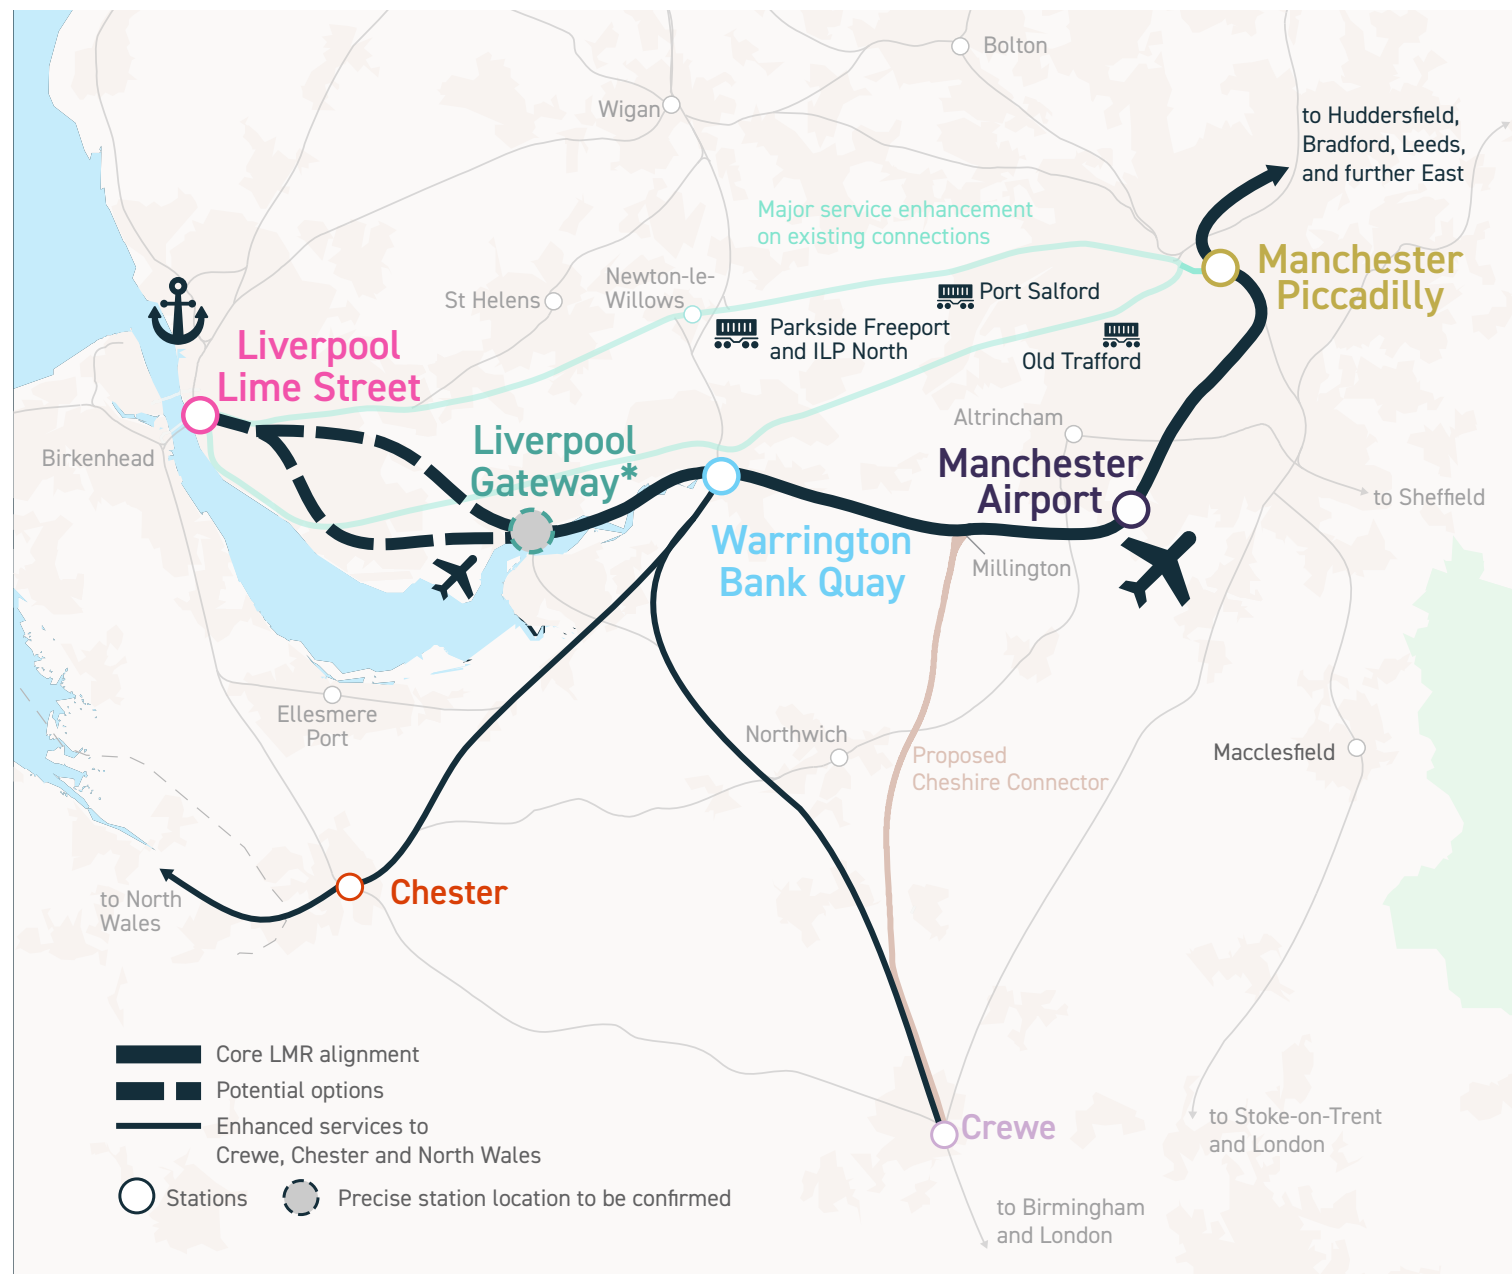 Bolton
Wigan
to Huddersfield,
Bradford, Leeds,
and further East
Major service enhancement
on existing connections
Manchester
Piccadilly
Newton-le-
Willows
St Helens
Port Salford
Parkside Freeport
and ILP North
Old Trafford
Liverpool
Lime Street
Altrincham
Birkenhead
Liverpool
Gateway*
Manchester
Airport
to Sheffield
Warrington
Bank Quay
Millington
Ellesmere
Port
Northwich
Proposed
Cheshire Connector
Macclesfield
Chester
to North
Wales
Core LMR alignment
Potential options
Enhanced services to
Crewe, Chester and North Wales
Stations
Precise station location to be confirmed
Crewe
to Stoke-on-Trent
and London
to Birmingham
and London